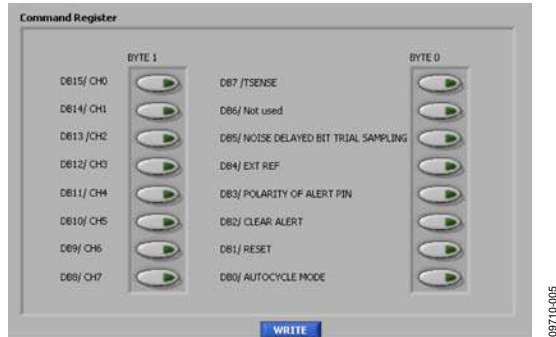 Command Register
BYTE 1
BYTE 0
DB15/ CH0
DB7 /TSENSE
DB14/ CH1
DB6/ Not used
DB13 /CH2
DB5/ NOISE DELAYED BIT TRIAL SAMPLING
DB12/ CH3
DB4/ EXT REF
DB11/ CH4
DB3/ POLARITY OF ALERT PIN
DB10/ CH5
DB2/ CLEAR ALERT
DB9/ CH6
DB1/ RESET
DB8/ CH7
DB0/ AUTOCYCLE MODE
WRITE
09710-005